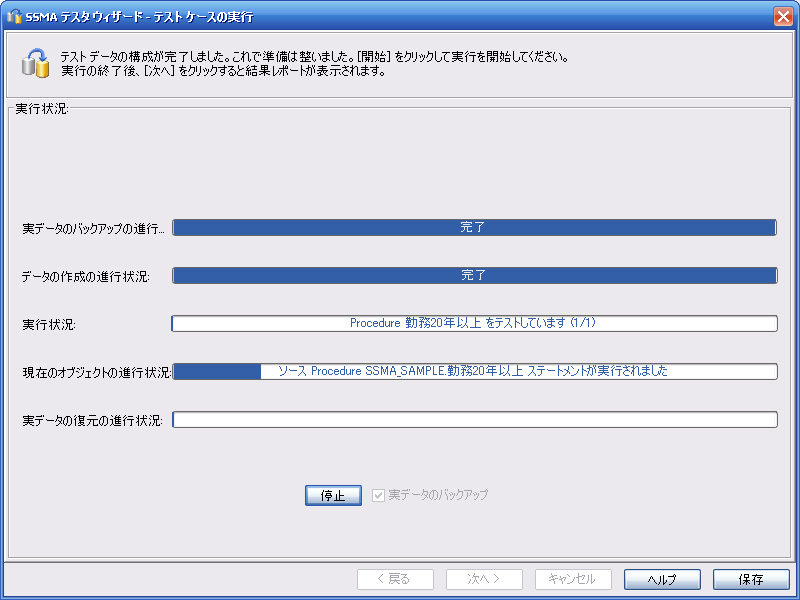 SSMA テスタ ウィザード - テスト ケースの実行
テスト データの構成が完了しました。これで準備は整いました。[開始] をクリックして実行を開始してください。
実行の終了後、[次へ] をクリックすると結果レポートが表示されます。
実行状況:
実データのバックアップの進行...
完了
データの作成の進行状況:
完了
実行状況:
Procedure 勤務20年以上 をテストしています (1/1)
現在のオブジェクトの進行状況:
ソース Procedure SSMA_SAMPLE.勤務20年以上 ステートメントが実行されました
実データの復元の進行状況:
停止
実データのバックアップ
< 戻る
次へ >
キャンセル
ヘルプ
保存